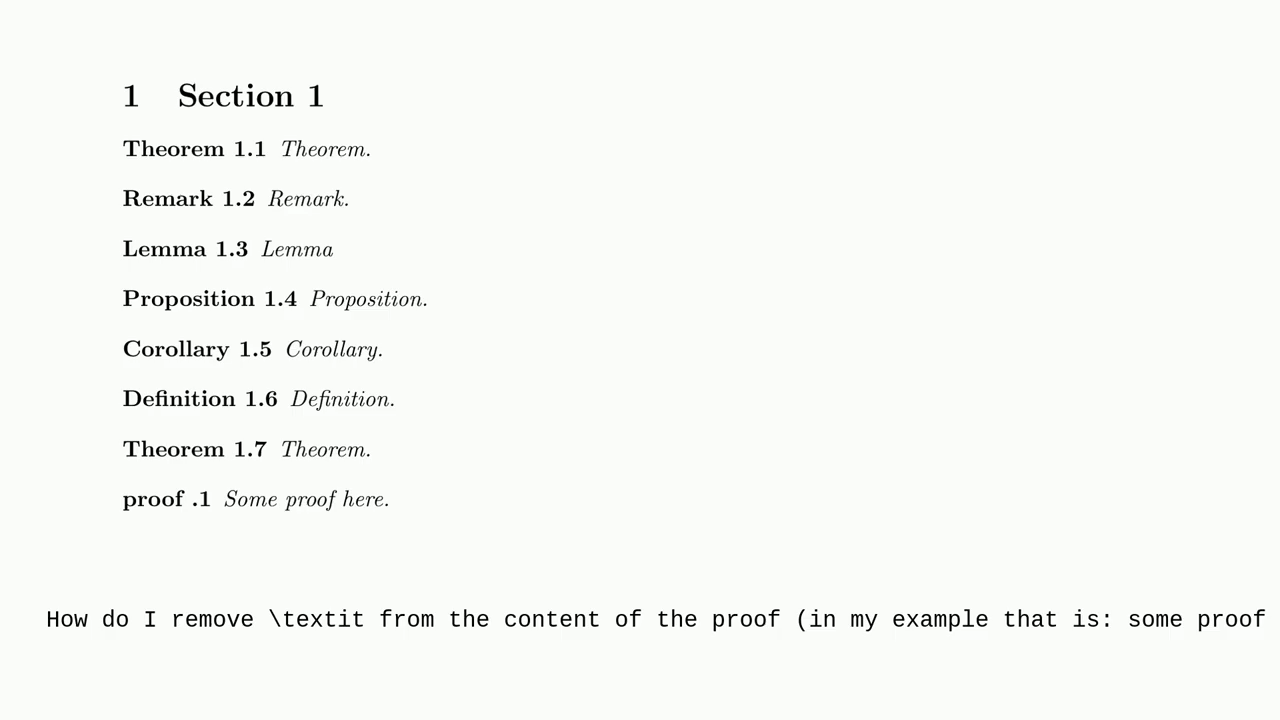 1 Section 1
Theorem 1.1 Theorem.
Remark 1.2 Remark.
Lemma 1.3 Lemma
Proposition 1.4 Proposition.
Corollary 1.5 Corollary.
Definition 1.6 Definition.
Theorem 1.7 Theorem.
proof .1 Some proof here.
How do I remove \textit from the content of the proof (in my example that is: some proof